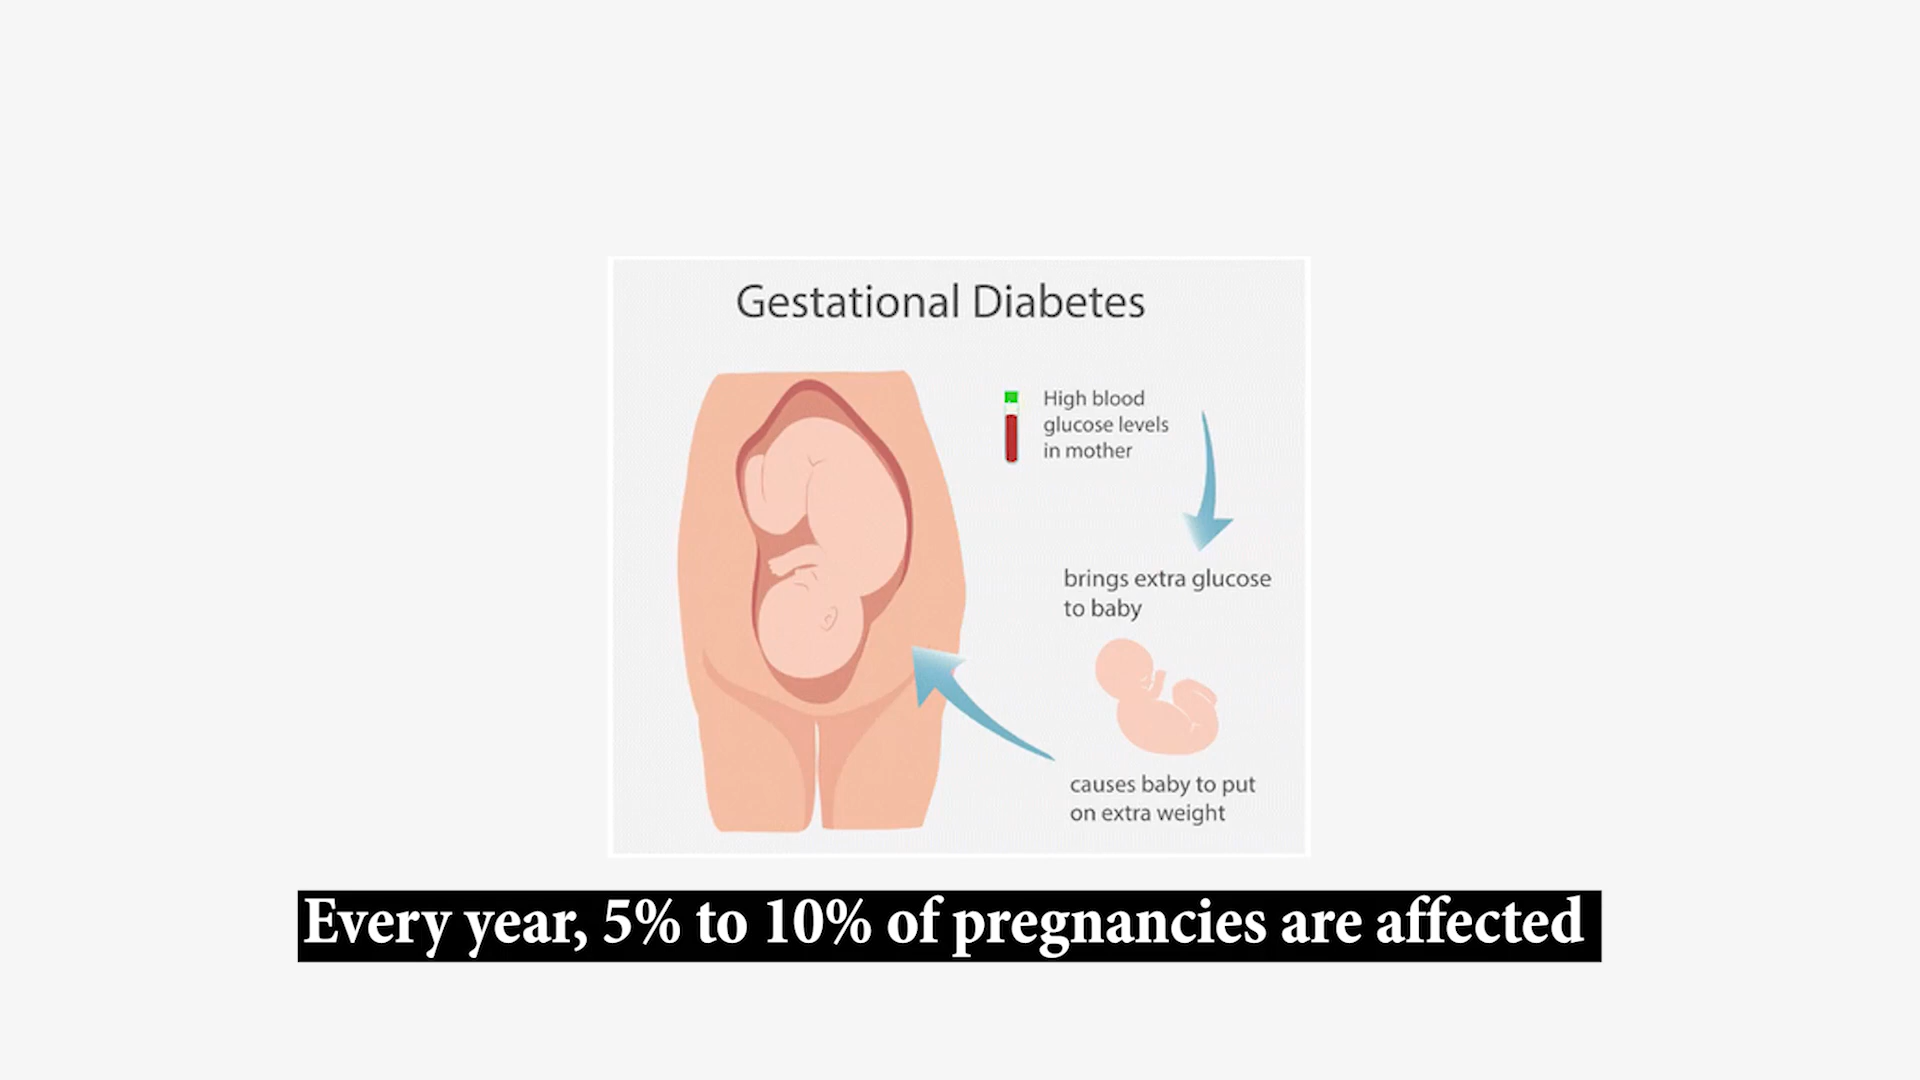 Gestational Diabetes
High blood
glucose levels
in mother
brings extra glucose
to baby
causes baby to put
on extra weight
Every year, 5% to 10% of pregnancies are affected